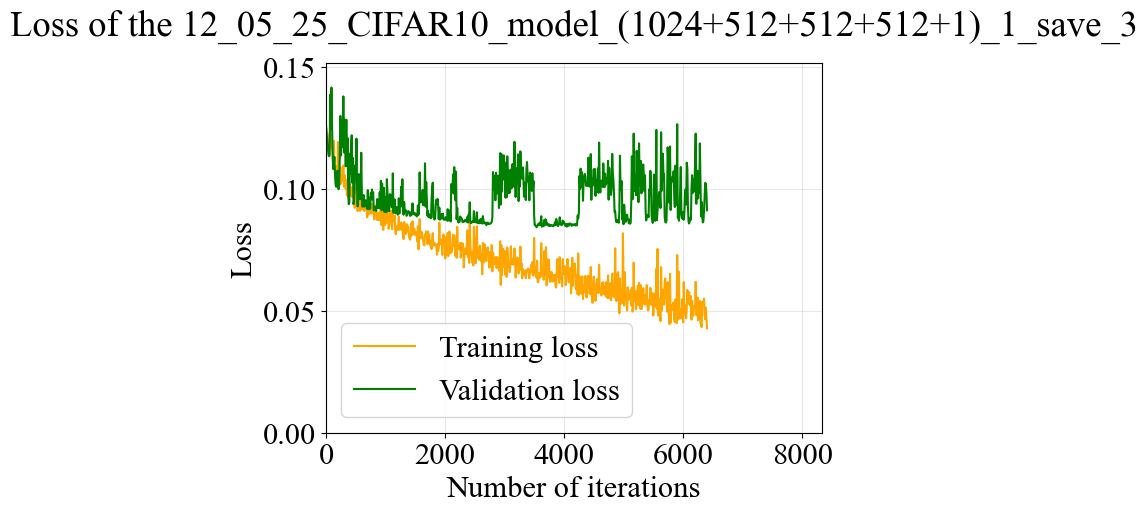 Loss of the 12_05_25_CIFAR10_model_(1024+512+512+512+1)_1_save_3
0.15
0.10
Loss
0.05
0.00
Training loss
Validation loss
0 2000 4000 6000 8000
Number of iterations